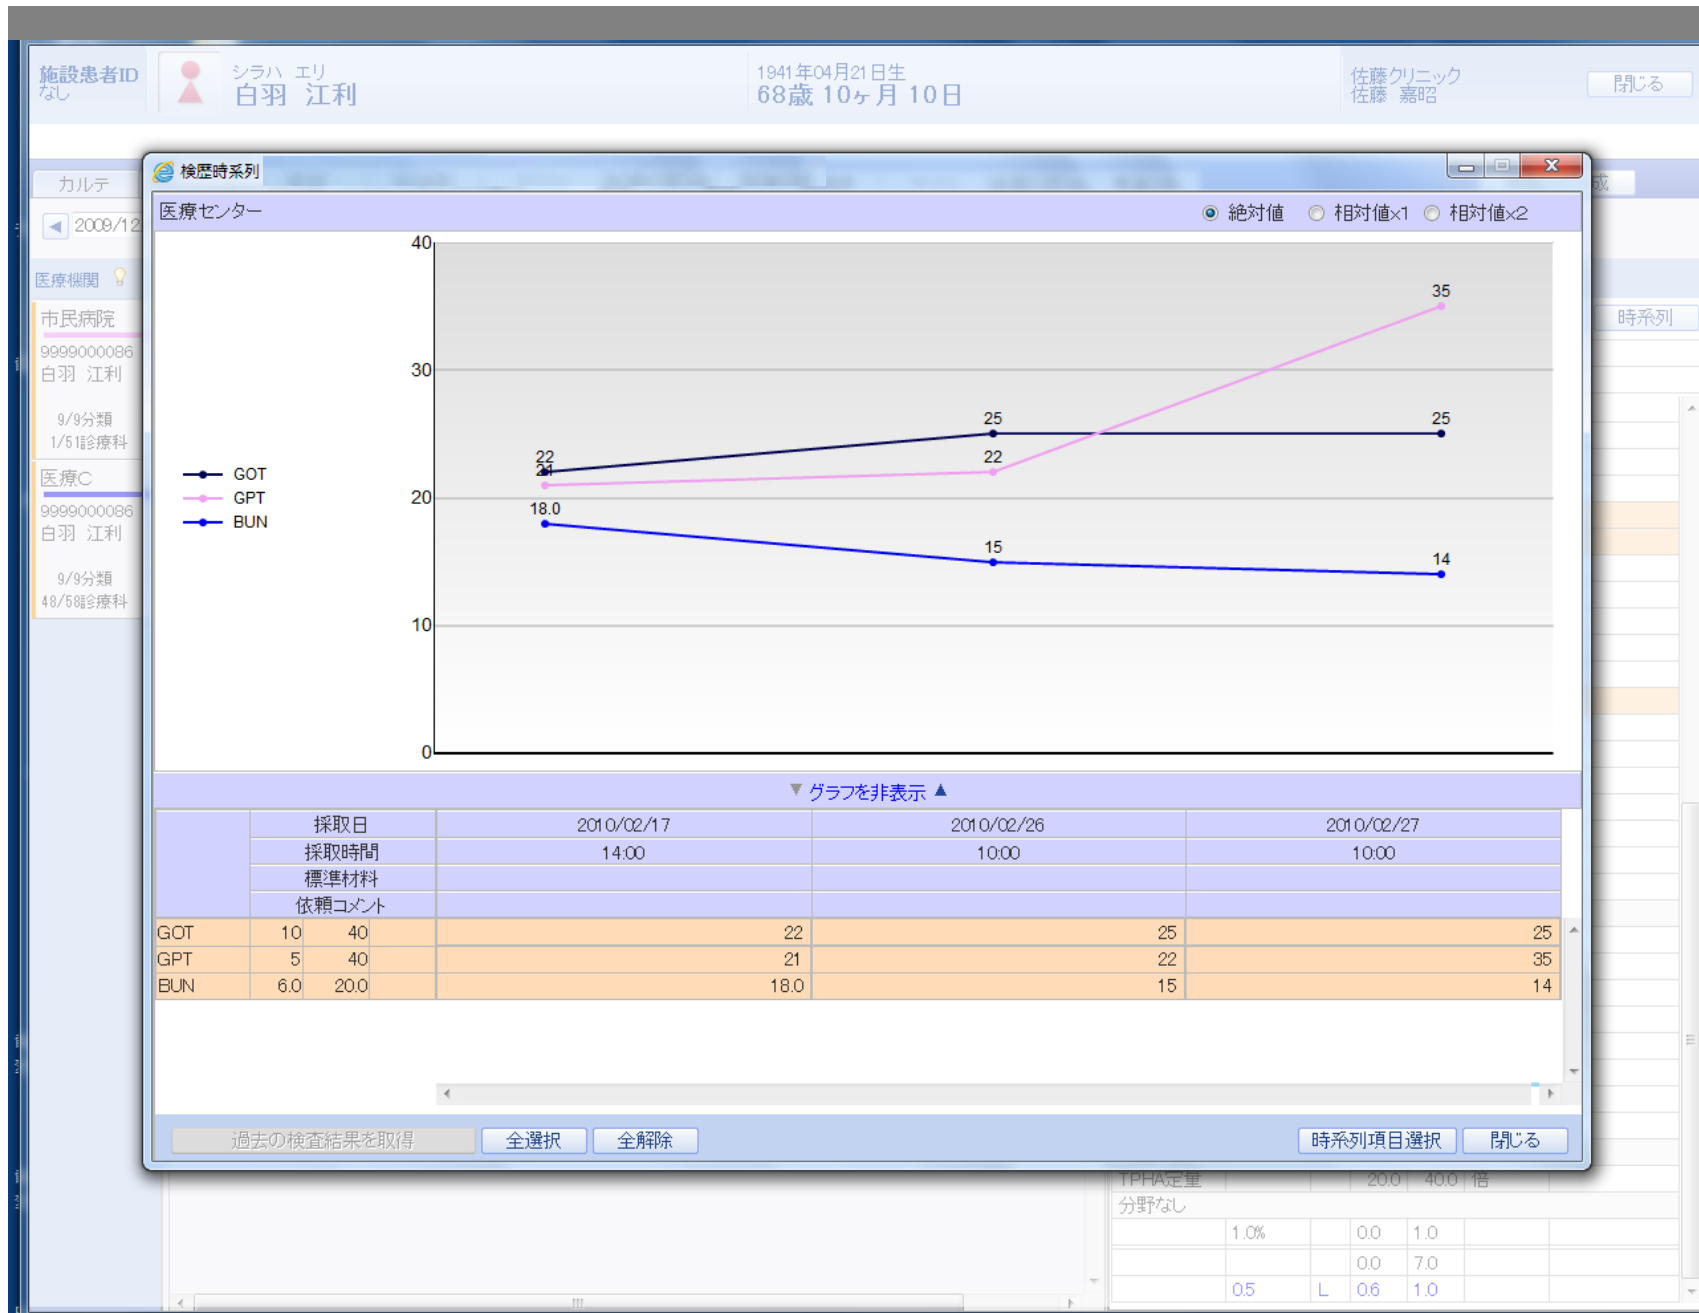 施設患者ID
なし
シラハ エリ
白羽 江利
1941年04月21日生
68歳 10ヶ月 10日
佐藤クリニック
佐藤 嘉昭
閉じる
検歴時系列
カルテ
成
医療センター
絶対値 相対値x1 相対値x2
2009/12
医療機関
市民病院
9999000086
白羽 江利
9/9分類
1/51診療科
医療C
9999000086
白羽 江利
9/9分類
48/58診療科
時系列
40
30
20
10
0
GOT
GPT
BUN
22
21
18.0
25
22
15
35
25
14
▼ グラフを非表示 ▲
採取日 2010/02/17 2010/02/26 2010/02/27
採取時間 14:00 10:00 10:00
標準材料
依頼コメント
GOT 10 40 22 25 25
GPT 5 40 21 22 35
BUN 6.0 20.0 18.0 15 14
過去の検査結果を取得 全選択 全解除 時系列項目選択 閉じる
TPHA定量 20.0 40.0 倍
分野なし
1.0% 0.0 1.0
0.0 7.0
0.5 L 0.6 1.0